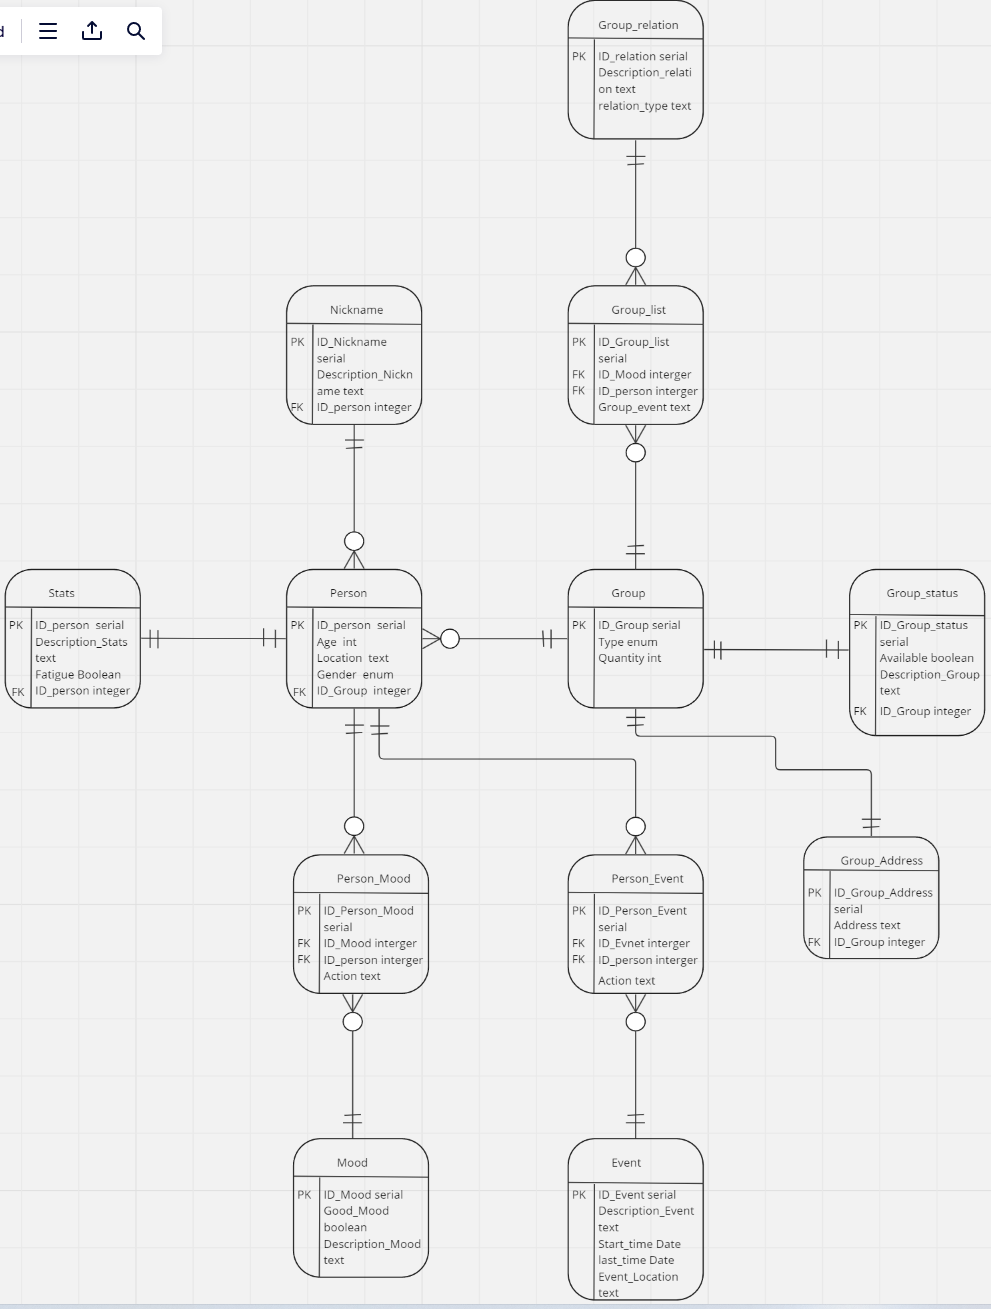 d
Group_relation
PK ID_relation serial
Description_relati
on text
relation_type text
Nickname
PK ID_Nickname
serial
Description_Nickn
ame text
FK ID_person integer
Group_list
PK ID_Group_list
serial
FK ID_Mood interger
FK ID_person interger
Group_event text
Stats
PK ID_person serial
Description_Stats
text
Fatigue Boolean
FK ID_person integer
Person
PK ID_person serial
Age int
Location text
Gender enum
FK ID_Group integer
Group
PK ID_Group serial
Type enum
Quantity int
Group_status
PK ID_Group_status
serial
Available boolean
Description_Group
text
FK ID_Group integer
Person_Mood
PK ID_Person_Mood
serial
FK ID_Mood interger
FK ID_person interger
Action text
Person_Event
PK ID_Person_Event
serial
FK ID_Evnet interger
FK ID_person interger
Action text
Group_Address
PK ID_Group_Address
serial
Address text
FK ID_Group integer
Mood
PK ID_Mood serial
Good_Mood
boolean
Description_Mood
text
Event
PK ID_Event serial
Description_Event
text
Start_time Date
last_time Date
Event_Location
text